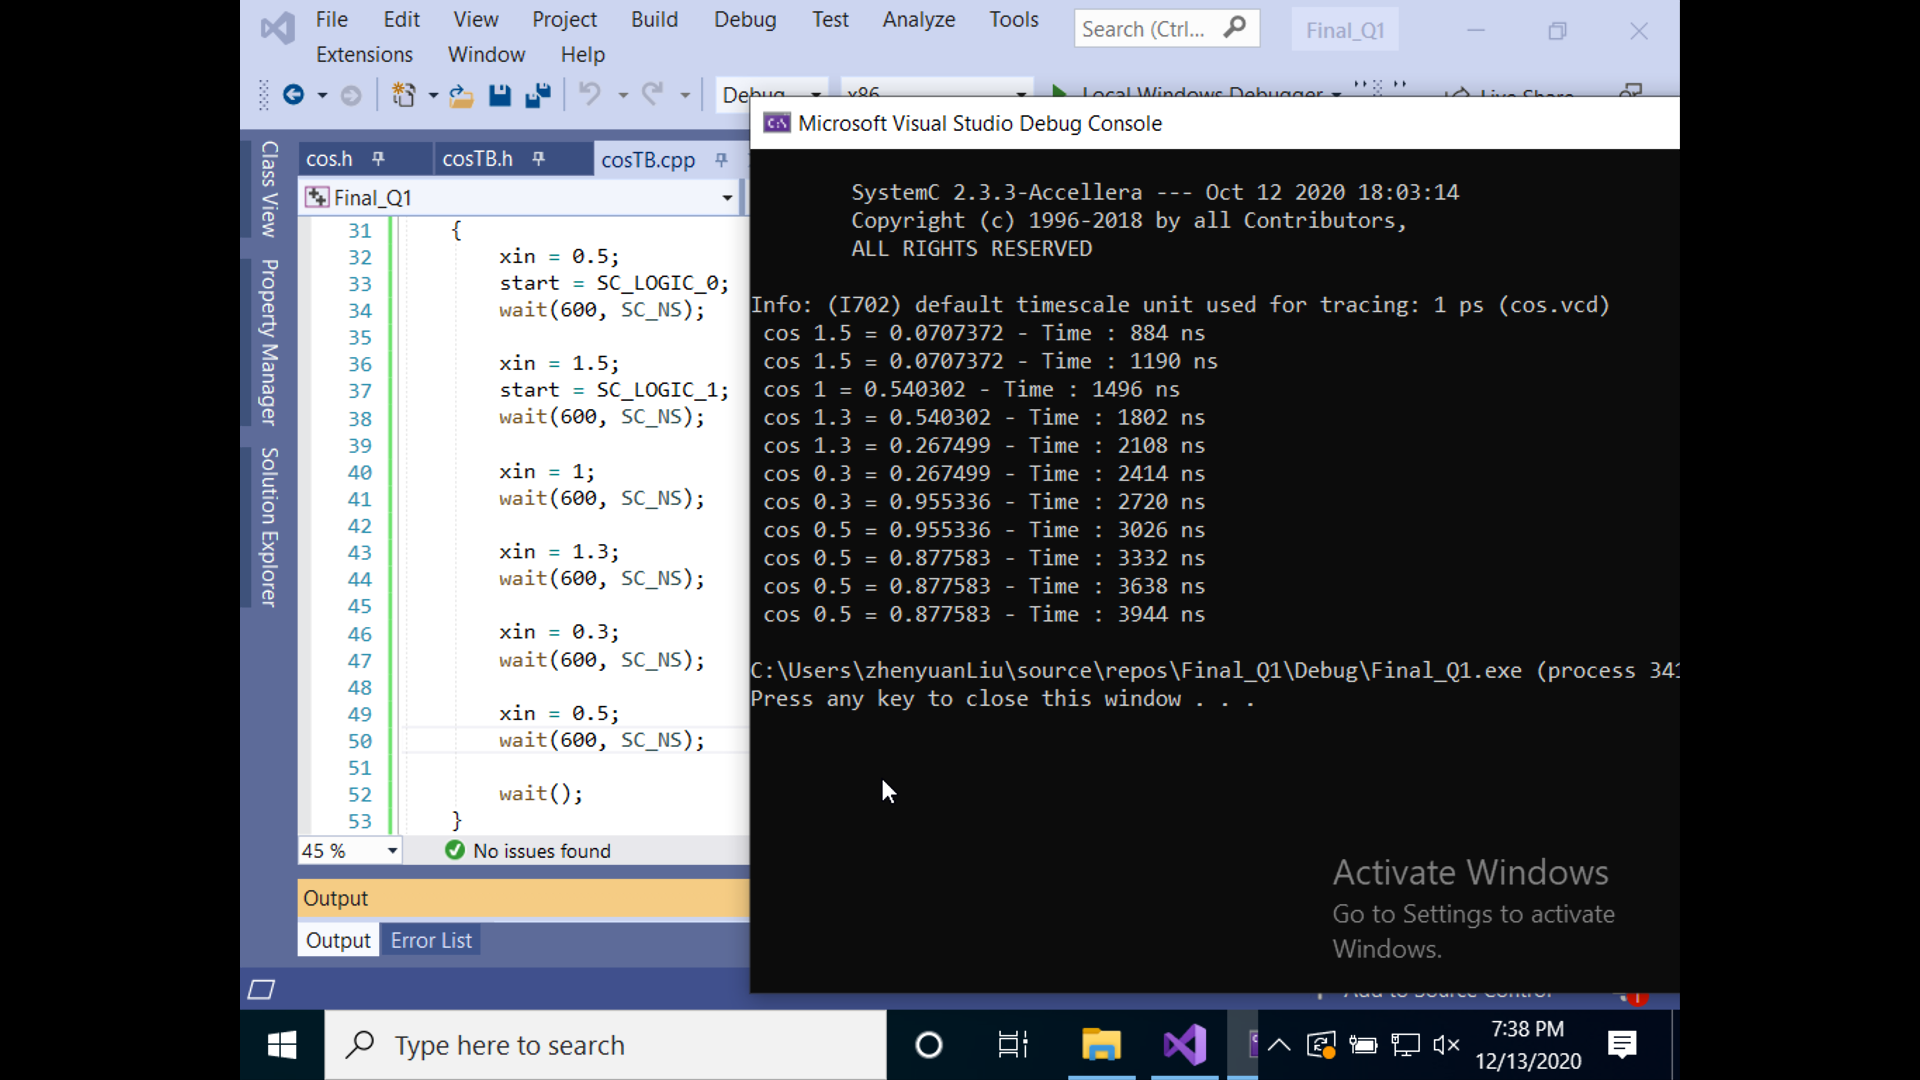 File Edit View Project Build Debug Test Analyze Tools
Extensions Window Help
Search (Ctrl...
Final_Q1
Debug x86 Local Windows Debugger Live Share
Class View
Property Manager
Solution Explorer
cos.h cosTB.h cosTB.cpp
Final_Q1
31 {
32 xin = 0.5;
33 start = SC_LOGIC_0;
34 wait(600, SC_NS);
35
36 xin = 1.5;
37 start = SC_LOGIC_1;
38 wait(600, SC_NS);
39
40 xin = 1;
41 wait(600, SC_NS);
42
43 xin = 1.3;
44 wait(600, SC_NS);
45
46 xin = 0.3;
47 wait(600, SC_NS);
48
49 xin = 0.5;
50 wait(600, SC_NS);
51
52 wait();
53 }
45 % No issues found
Output
Output Error List
Microsoft Visual Studio Debug Console
SystemC 2.3.3-Accellera --- Oct 12 2020 18:03:14
Copyright (c) 1996-2018 by all Contributors,
ALL RIGHTS RESERVED
Info: (I702) default timescale unit used for tracing: 1 ps (cos.vcd)
cos 1.5 = 0.0707372 - Time : 884 ns
cos 1.5 = 0.0707372 - Time : 1190 ns
cos 1 = 0.540302 - Time : 1496 ns
cos 1.3 = 0.540302 - Time : 1802 ns
cos 1.3 = 0.267499 - Time : 2108 ns
cos 0.3 = 0.267499 - Time : 2414 ns
cos 0.3 = 0.955336 - Time : 2720 ns
cos 0.5 = 0.955336 - Time : 3026 ns
cos 0.5 = 0.877583 - Time : 3332 ns
cos 0.5 = 0.877583 - Time : 3638 ns
cos 0.5 = 0.877583 - Time : 3944 ns
C:\Users\zhenyuanLiu\source\repos\Final_Q1\Debug\Final_Q1.exe (process 341
Press any key to close this window . . .
Activate Windows
Go to Settings to activate
Windows.
Add to Source Control
1
Type here to search
7:38 PM
12/13/2020